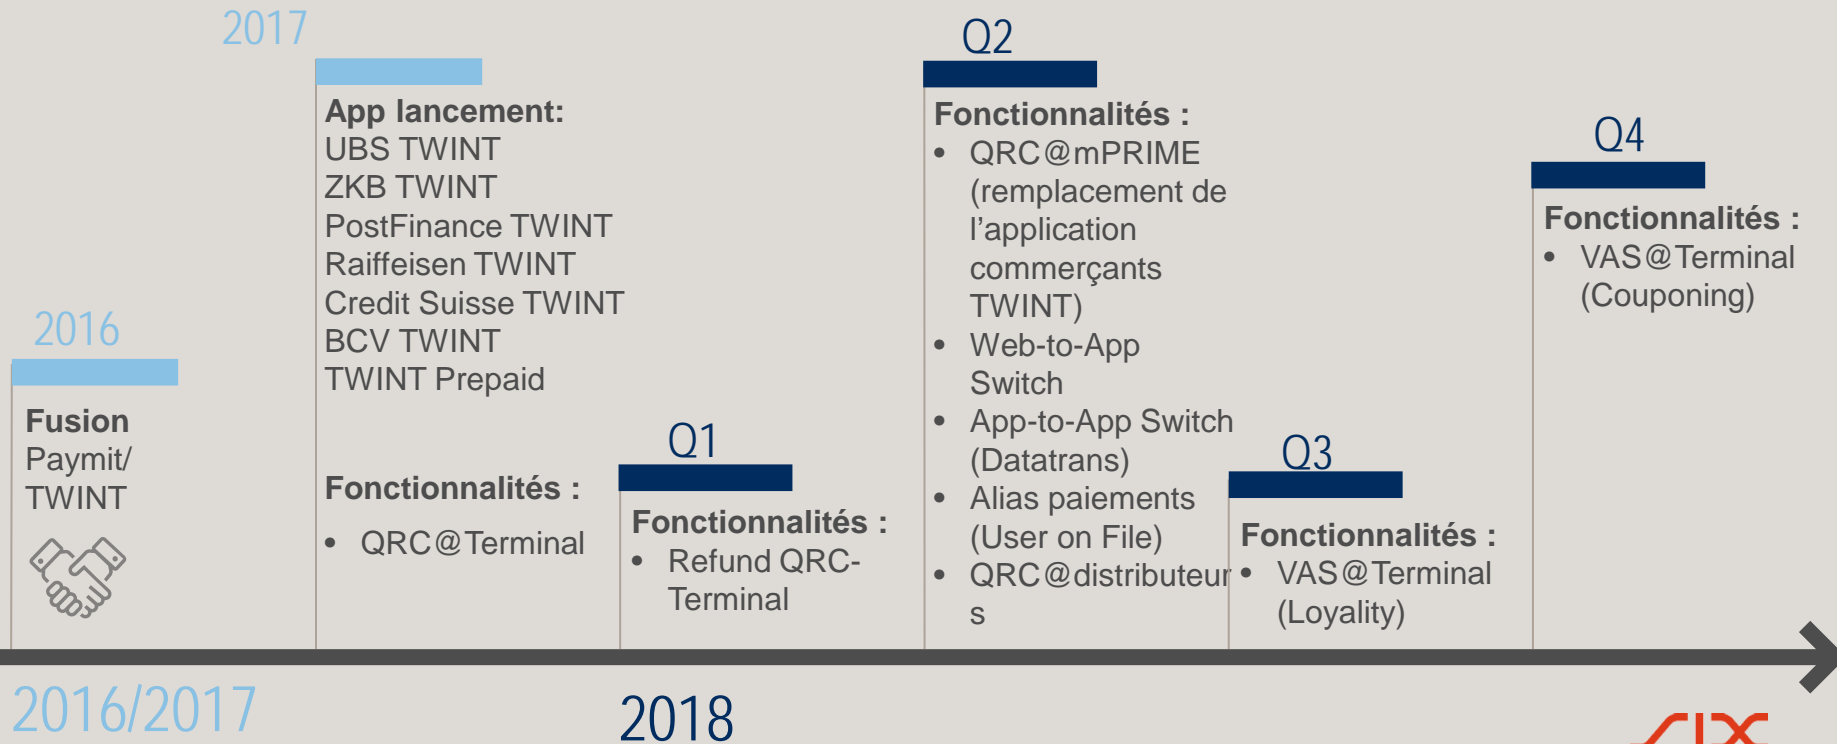 2016
Fusion
Paymit/
TWINT
2017
App lancement:
UBS TWINT
ZKB TWINT
PostFinance TWINT
Raiffeisen TWINT
Credit Suisse TWINT
BCV TWINT
TWINT Prepaid
Fonctionnalités :
• QRC@Terminal
Q1
Fonctionnalités :
• Refund QRC-
Terminal
Q2
Fonctionnalités :
• QRC@mPRIME
(remplacement de
l’application
commerçants
TWINT)
• Web-to-App
Switch
• App-to-App Switch
(Datatrans)
• Alias paiements
(User on File)
• QRC@distributeur
s
Q3
Fonctionnalités :
• VAS@Terminal
(Loyality)
Q4
Fonctionnalités :
• VAS@Terminal
(Couponing)
2016/2017
2018
SIX